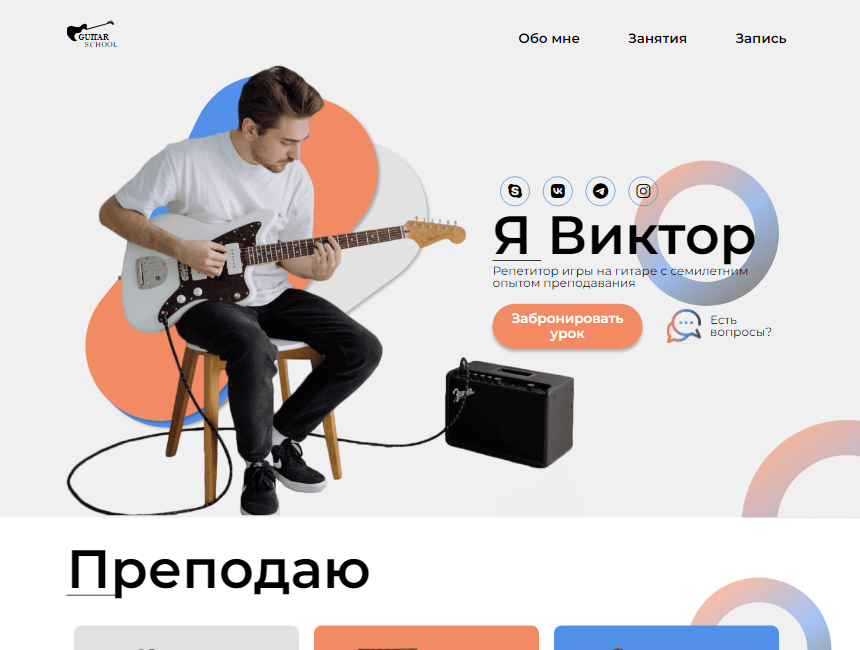 GUITAR
SCHOOL
Обо мне
Занятия
Запись
Я Виктор
Репетитор игры на гитаре с семилетним
опытом преподавания
Забронировать
урок
Есть
вопросы?
Fender
Преподаю